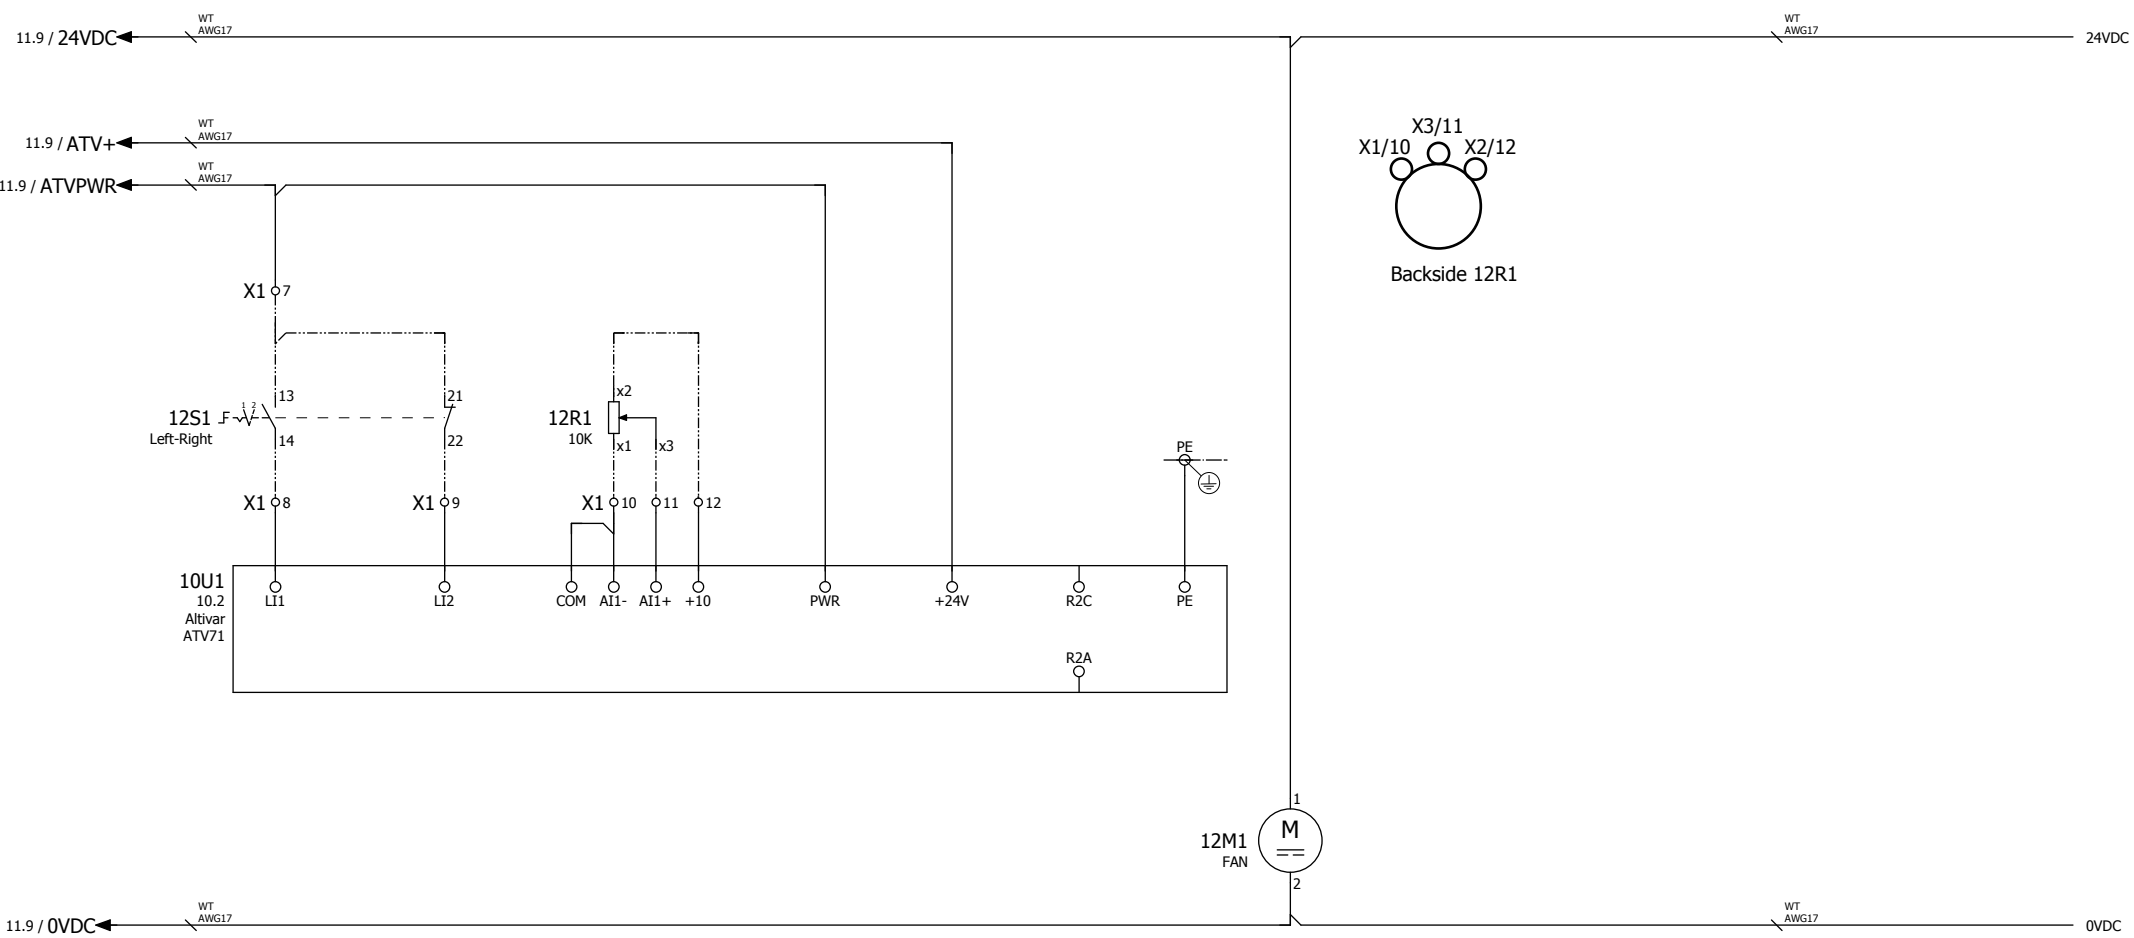 WT
AWG17
11.9 / 24VDC
WT
AWG17
24VDC
WT
AWG17
11.9 / ATV+
WT
AWG17
11.9 / ATVPWR
X3/11
X1/10
X2/12
Backside 12R1
X1
7
12S1
Left-Right
1 2
13
14
21
22
12R1
10K
x2
x1
x3
PE
X1
8
X1
9
X1
10
11
12
10U1
10.2
Altivar
ATV71
LI1
LI2
COM
AI1-
AI1+
+10
PWR
+24V
R2C
PE
R2A
1
12M1
FAN
M
2
WT
AWG17
11.9 / 0VDC
WT
AWG17
0VDC